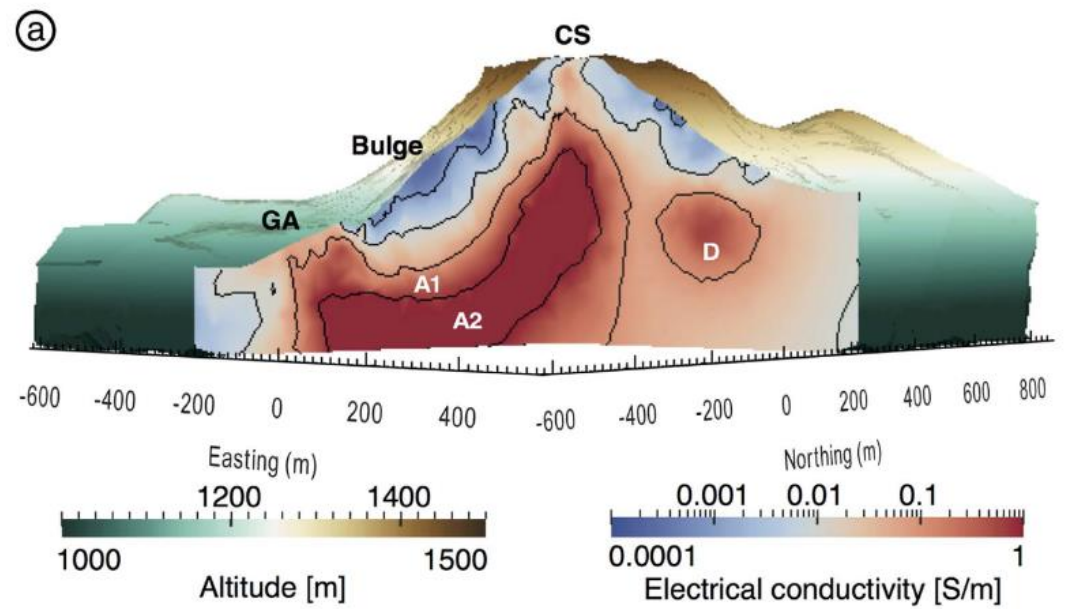 a
CS
Bulge
GA
A1
A2
D
-600 -400 -200 0 200 400 -600 -400 -200 0 200 400 600 800
Easting (m) Northing (m)
1200 1400 0.001 0.01 0.1
1000 1500 0.0001 1
Altitude [m] Electrical conductivity [S/m]